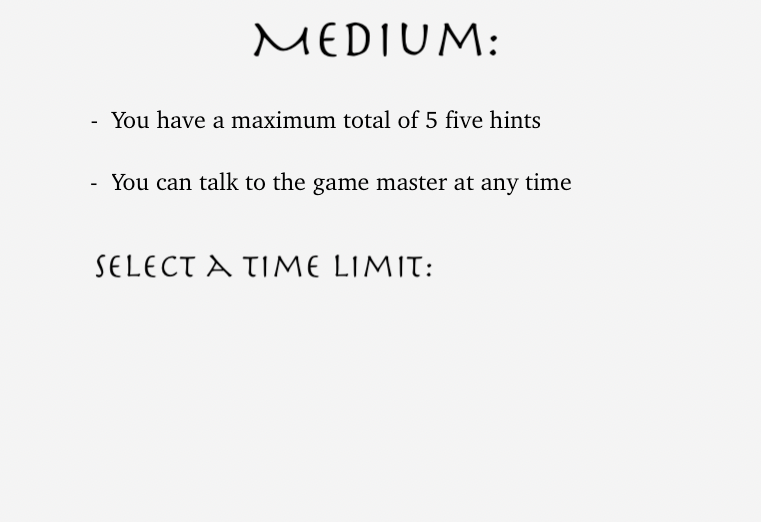 MEDIUM:
- You have a maximum total of 5 five hints
- You can talk to the game master at any time
SELECT A TIME LIMIT: